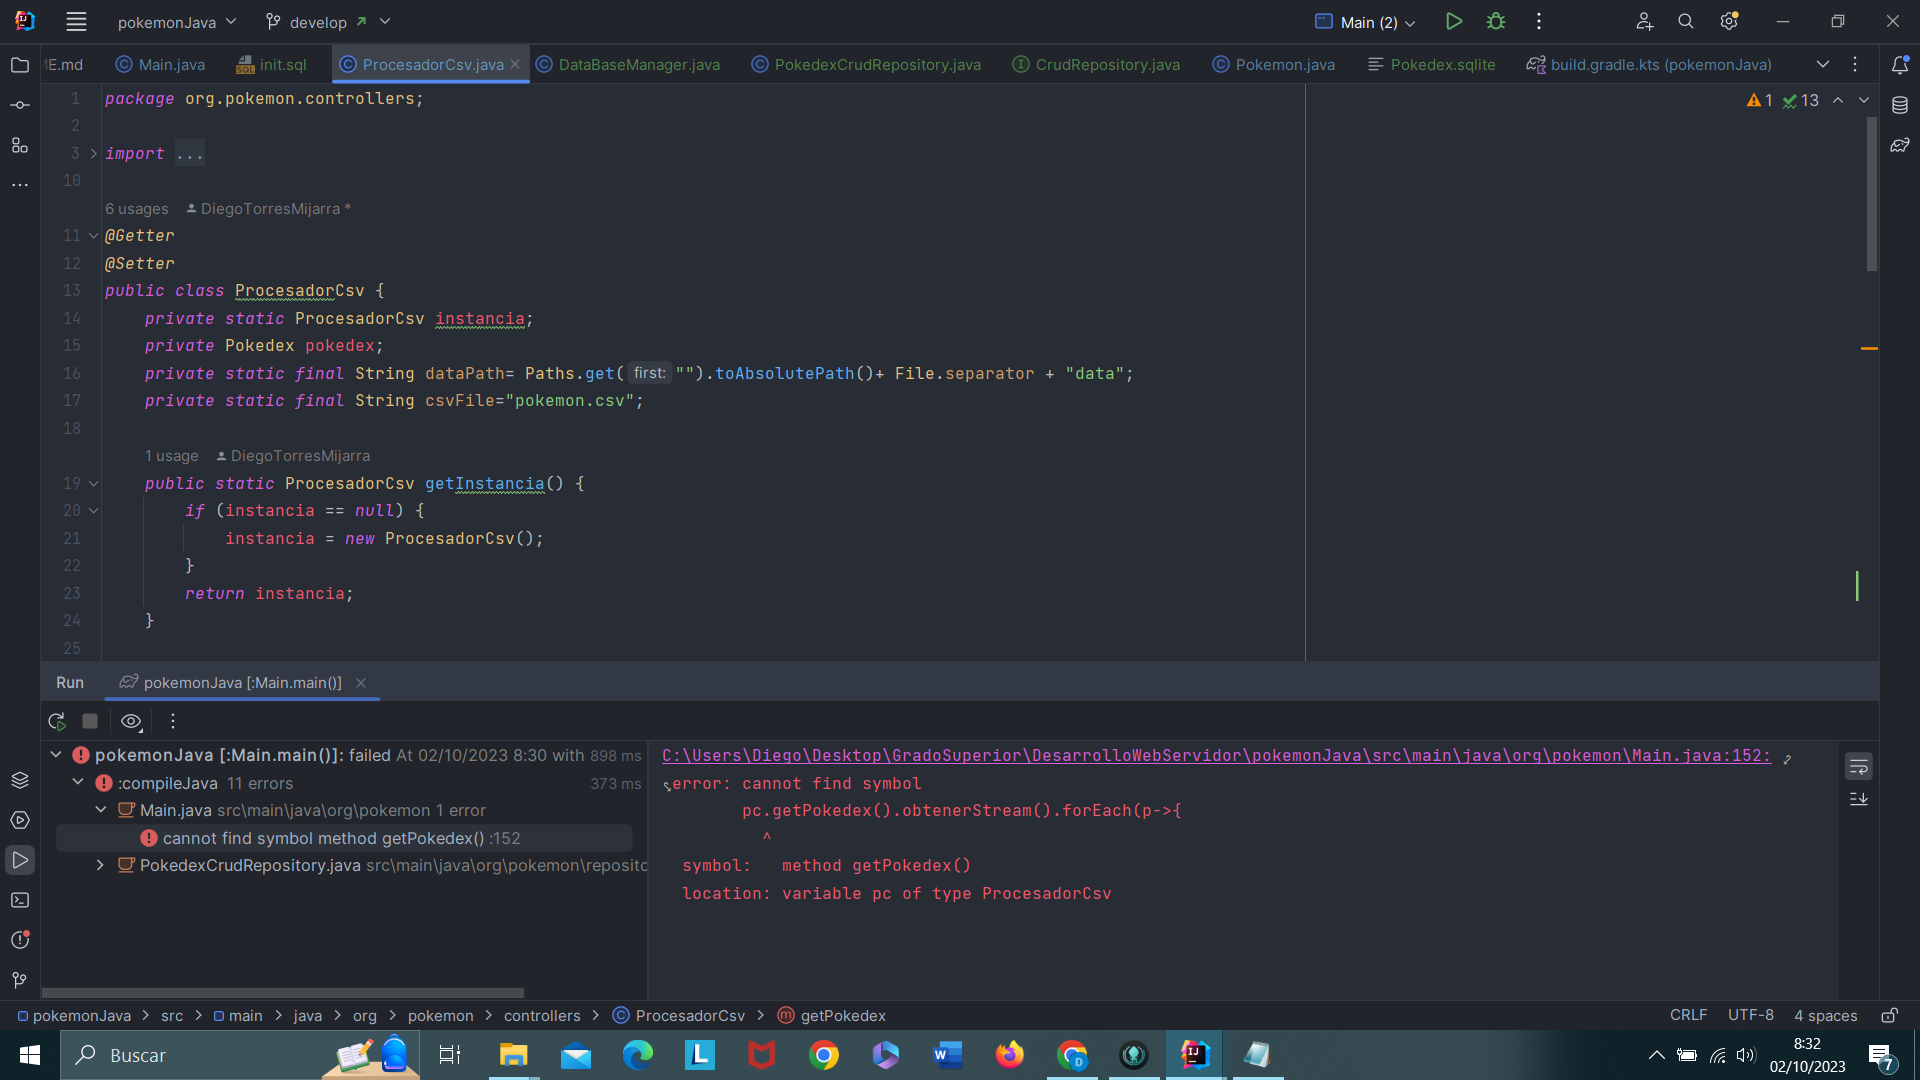 pokemonJava
develop
Main (2)
ME.md
Main.java
init.sql
ProcesadorCsv.java
DataBaseManager.java
PokedexCrudRepository.java
CrudRepository.java
Pokemon.java
Pokedex.sqlite
build.gradle.kts (pokemonJava)
1 package org.pokemon.controllers;
1 13
2
3 import ...
10
6 usages DiegoTorresMijarra *
11 @Getter
12 @Setter
13 public class ProcesadorCsv {
14 private static ProcesadorCsv instancia;
15 private Pokedex pokedex;
16 private static final String dataPath= Paths.get( first: "").toAbsolutePath()+ File.separator + "data";
17 private static final String csvFile="pokemon.csv";
18
1 usage DiegoTorresMijarra
19 public static ProcesadorCsv getInstancia() {
20 if (instancia == null) {
21 instancia = new ProcesadorCsv();
22 }
23 return instancia;
24 }
25
Run
pokemonJava [:Main.main()]
pokemonJava [:Main.main()]: failed At 02/10/2023 8:30 with 898 ms
:compileJava 11 errors 373 ms
Main.java src\main\java\org\pokemon 1 error
cannot find symbol method getPokedex() :152
PokedexCrudRepository.java src\main\java\org\pokemon\reposito
C:\Users\Diego\Desktop\GradoSuperior\DesarrolloWebServidor\pokemonJava\src\main\java\org\pokemon\Main.java:152:
error: cannot find symbol
pc.getPokedex().obtenerStream().forEach(p->{
^
symbol: method getPokedex()
location: variable pc of type ProcesadorCsv
pokemonJava > src > main > java > org > pokemon > controllers > ProcesadorCsv > getPokedex
CRLF UTF-8 4 spaces
Buscar
8:32
02/10/2023
7